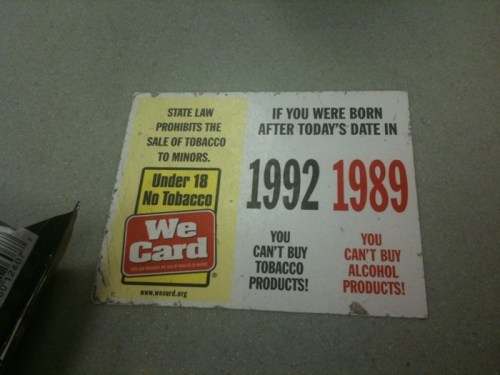 STATE LAW
PROHIBITS THE
SALE OF TOBACCO
TO MINORS.
Under 18
No Tobacco
We
Card
®
www.wecard.org
IF YOU WERE BORN
AFTER TODAY'S DATE IN
1992 1989
YOU
CAN'T BUY
TOBACCO
PRODUCTS!
YOU
CAN'T BUY
ALCOHOL
PRODUCTS!